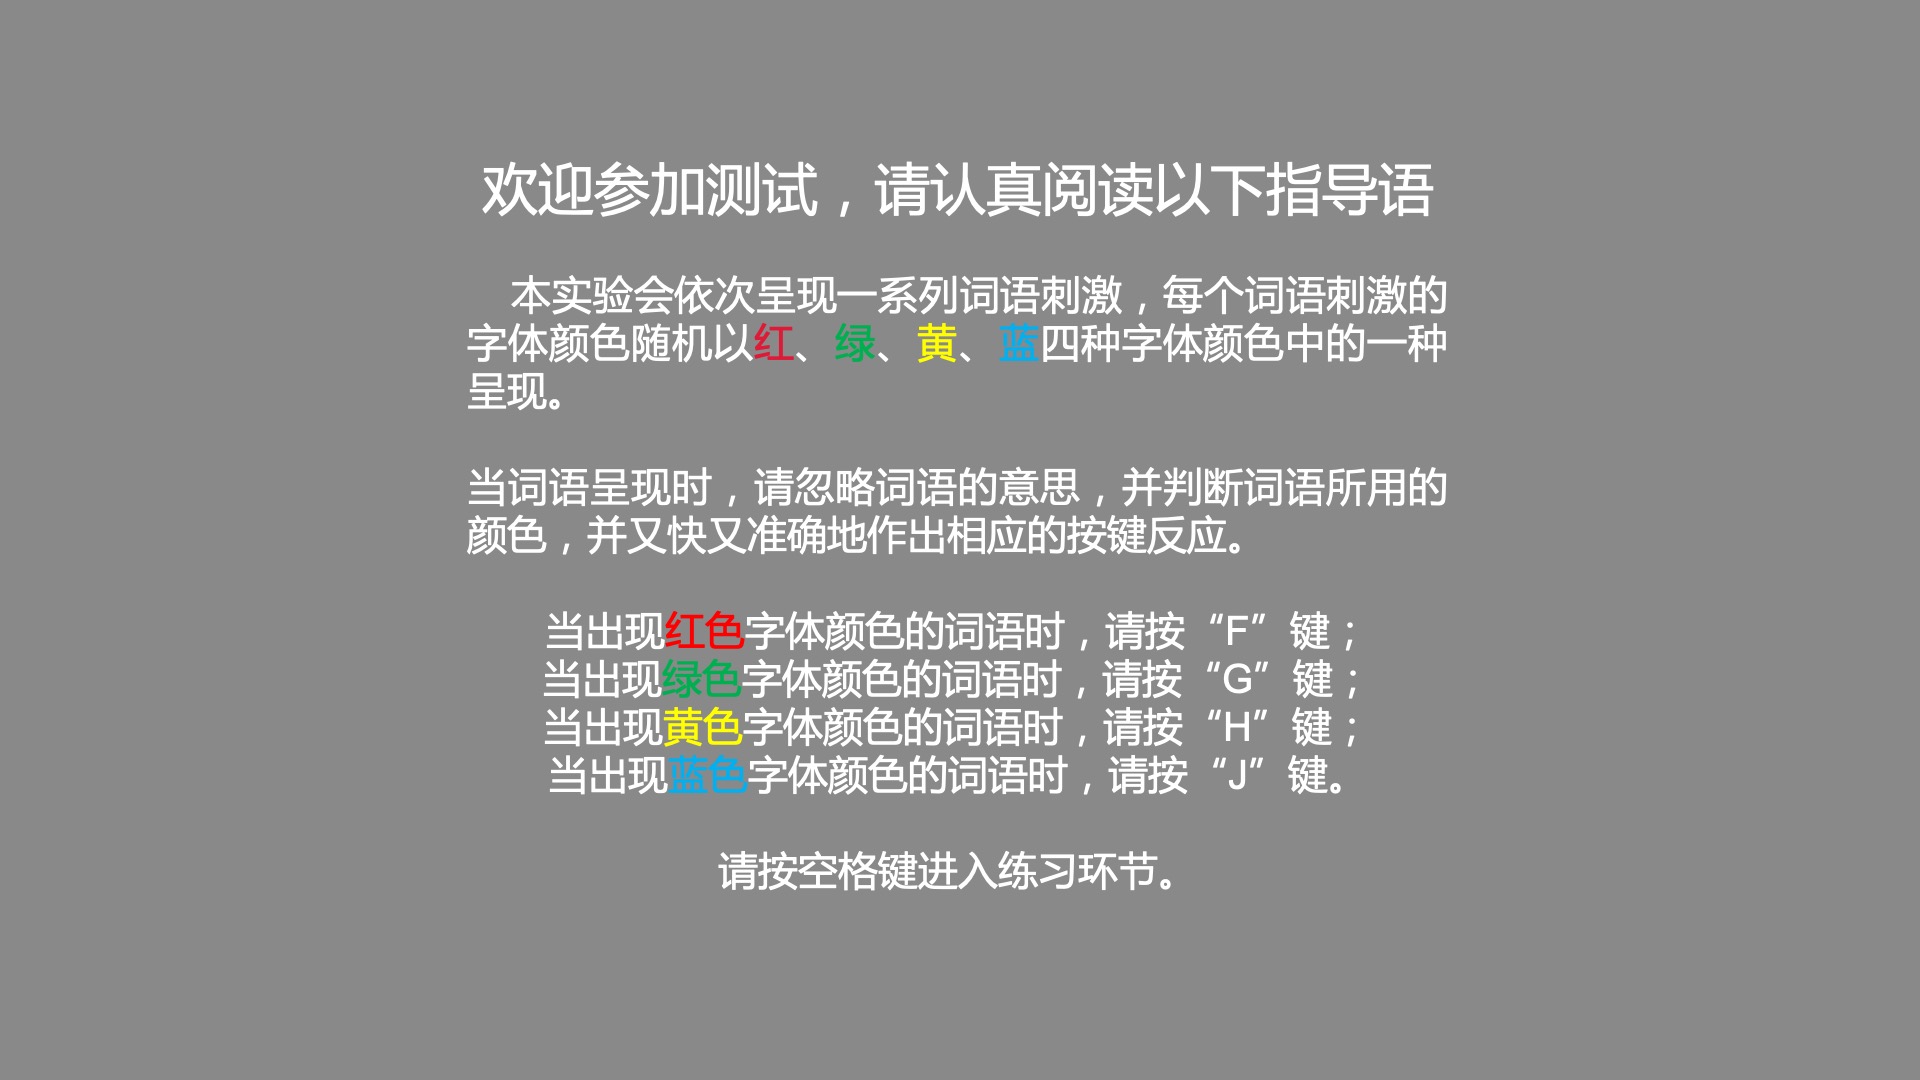 欢迎参加测试，请认真阅读以下指导语
本实验会依次呈现一系列词语刺激，每个词语刺激的
字体颜色随机以红、绿、黄、蓝四种字体颜色中的一种
呈现。
当词语呈现时，请忽略词语的意思，并判断词语所用的
颜色，并又快又准确地作出相应的按键反应。
当出现红色字体颜色的词语时，请按“F”键；
当出现绿色字体颜色的词语时，请按“G”键；
当出现黄色字体颜色的词语时，请按“H”键；
当出现蓝色字体颜色的词语时，请按“J”键。
请按空格键进入练习环节。